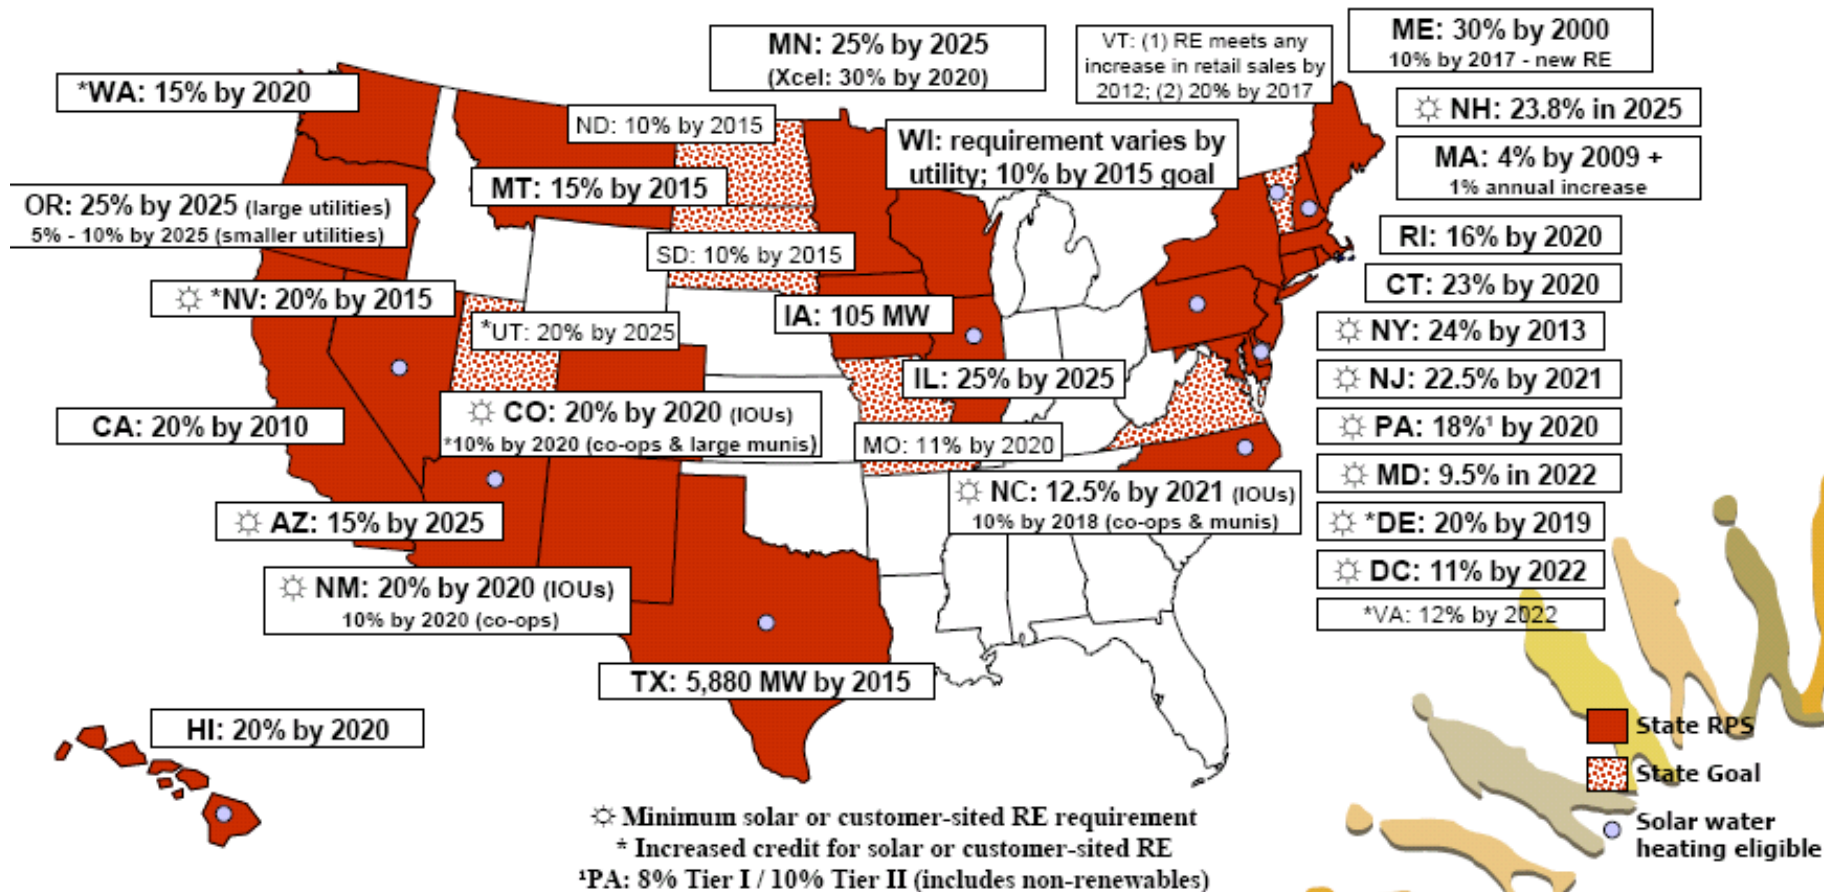 MN: 25% by 2025
(Xcel: 30% by 2020)
VT: (1) RE meets any
increase in retail sales by
2012; (2) 20% by 2017
ME: 30% by 2000
10% by 2017 - new RE
*WA: 15% by 2020
☼ NH: 23.8% in 2025
ND: 10% by 2015
WI: requirement varies by
utility; 10% by 2015 goal
MA: 4% by 2009 +
1% annual increase
MT: 15% by 2015
OR: 25% by 2025 (large utilities)
5% - 10% by 2025 (smaller utilities)
RI: 16% by 2020
SD: 10% by 2015
CT: 23% by 2020
☼ *NV: 20% by 2015
IA: 105 MW
*UT: 20% by 2025
☼ NY: 24% by 2013
IL: 25% by 2025
☼ NJ: 22.5% by 2021
CA: 20% by 2010
☼ CO: 20% by 2020 (IOUs)
*10% by 2020 (co-ops & large munis)
MO: 11% by 2020
☼ PA: 18%¹ by 2020
☼ MD: 9.5% in 2022
☼ NC: 12.5% by 2021 (IOUs)
10% by 2018 (co-ops & munis)
☼ AZ: 15% by 2025
☼ *DE: 20% by 2019
☼ DC: 11% by 2022
☼ NM: 20% by 2020 (IOUs)
10% by 2020 (co-ops)
*VA: 12% by 2022
TX: 5,880 MW by 2015
HI: 20% by 2020
State RPS
State Goal
Solar water
heating eligible
☼ Minimum solar or customer-sited RE requirement
* Increased credit for solar or customer-sited RE
¹PA: 8% Tier I / 10% Tier II (includes non-renewables)